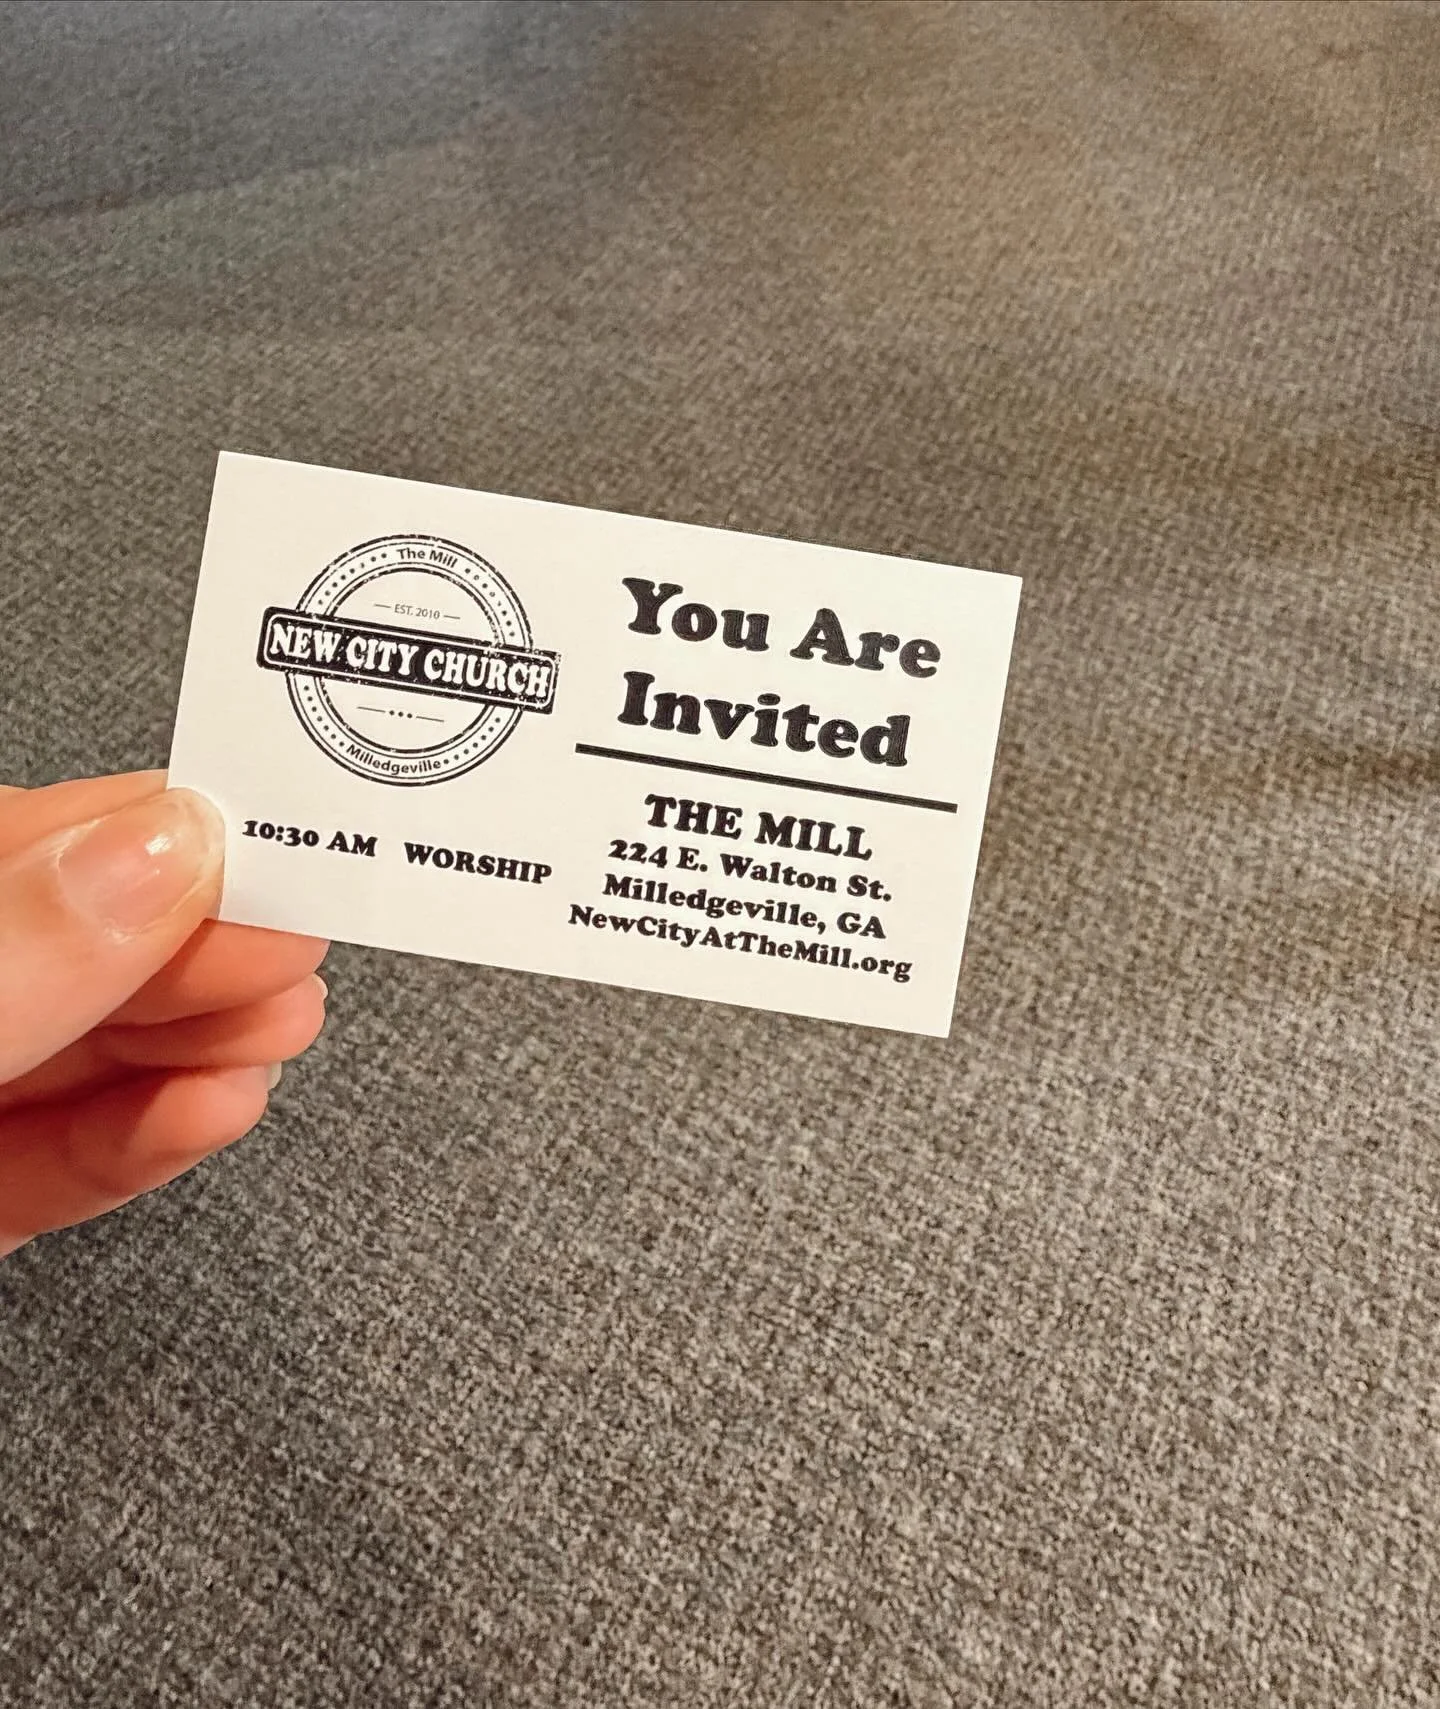 The Mill
EST. 2010
NEW CITY CHURCH
Milledgeville
10:30 AM WORSHIP
You Are
Invited
THE MILL
224 E. Walton St.
Milledgeville, GA
NewCityAtTheMill.org